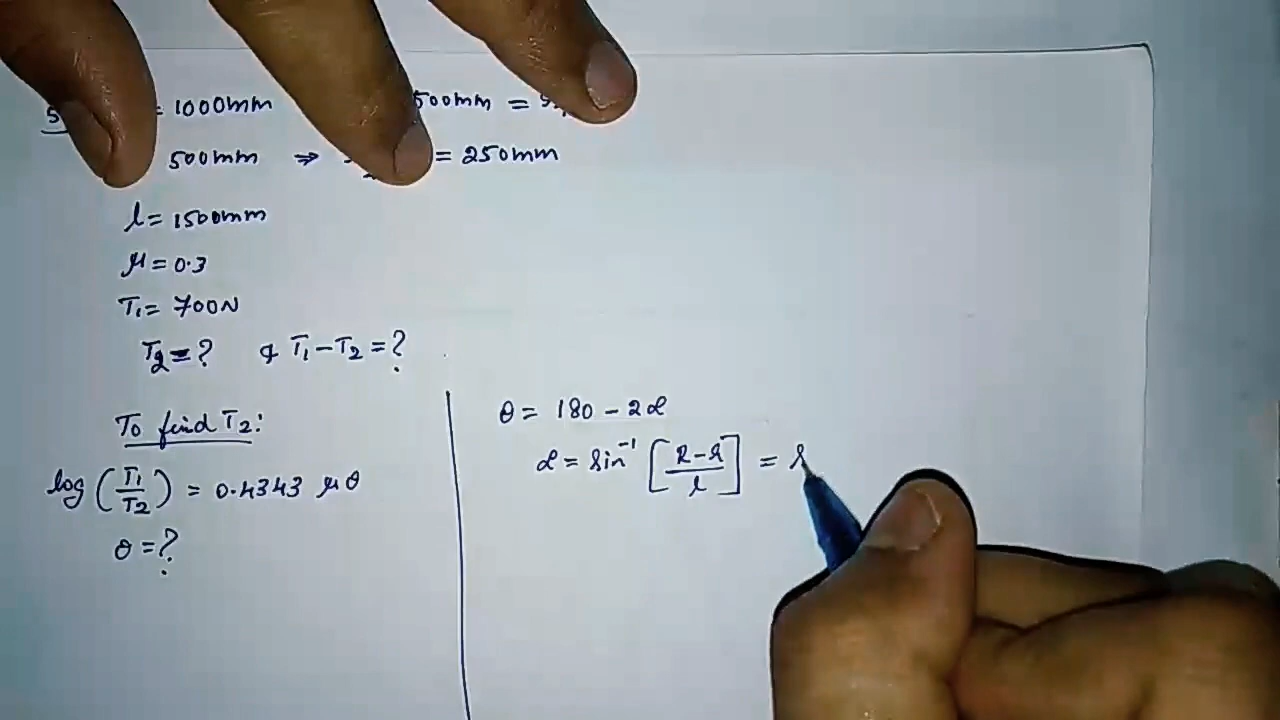 = 1000mm 500mm =
500mm ⇒ = 250mm
l = 1500mm
μ = 0.3
T₁ = 700N
T₂ = ? & T₁ – T₂ = ?
To find T₂:
log (T₁/T₂) = 0.4343 μθ
θ = ?
θ = 180 – 2α
α = sin⁻¹ [R – r / l] =